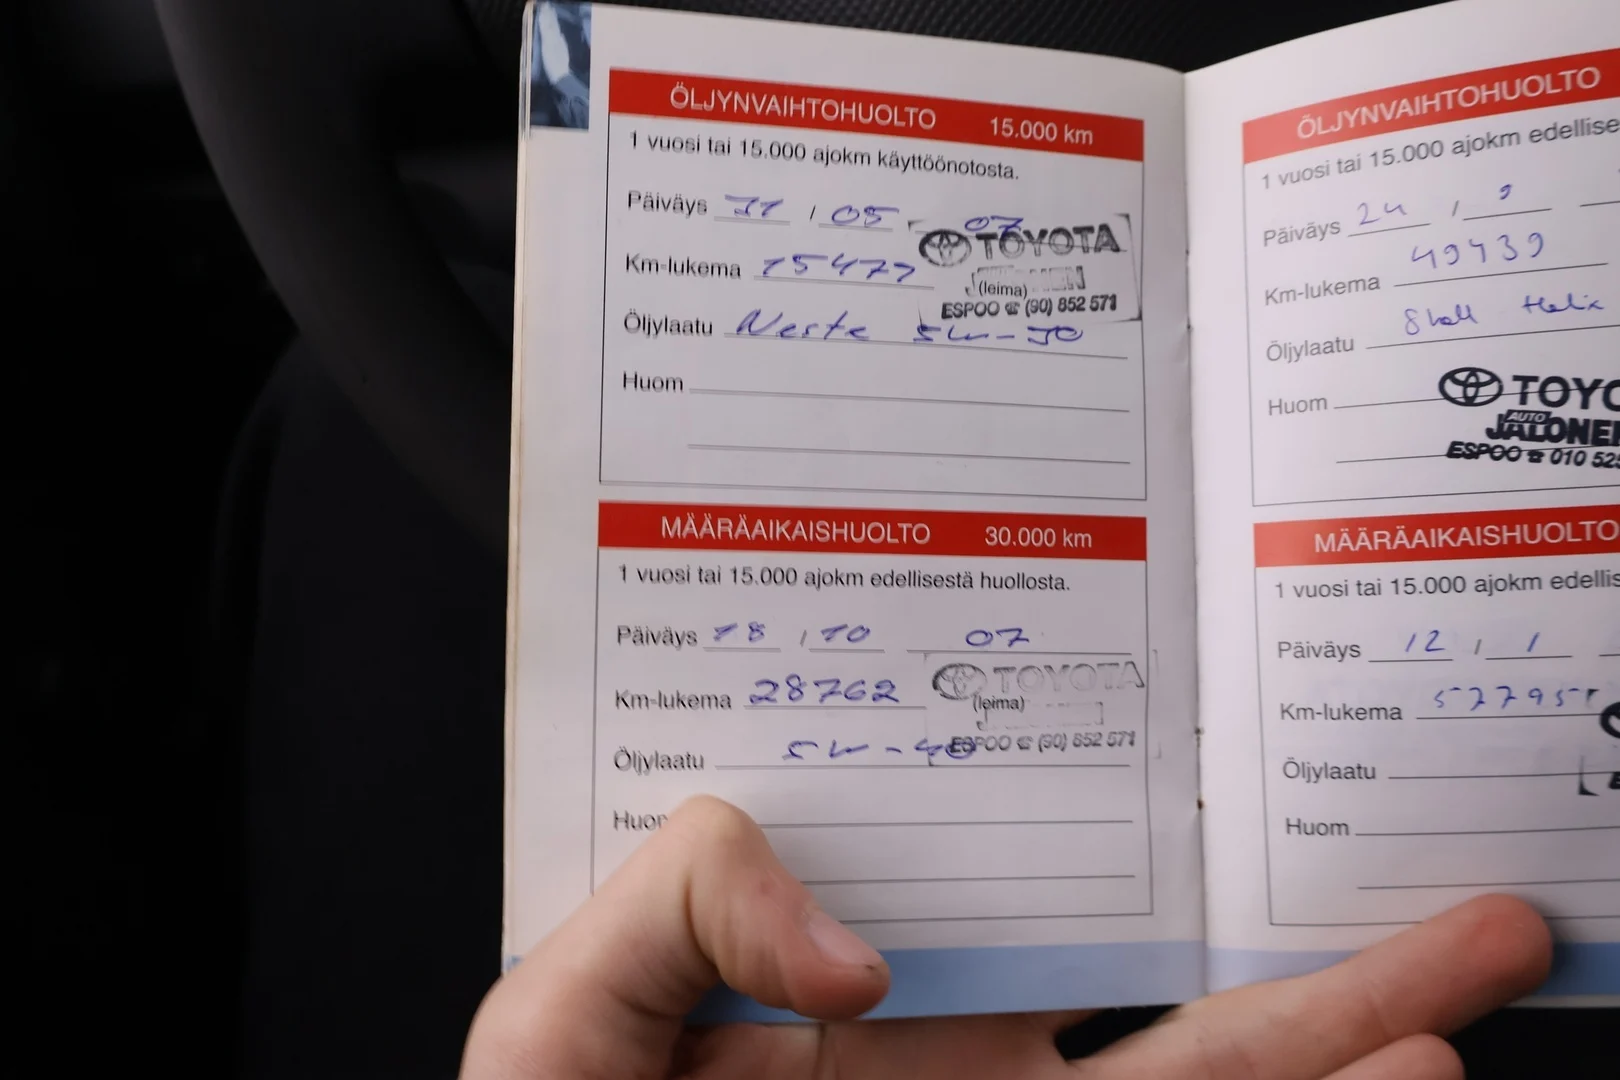 ÖLJYNVAIHTOHUOLTO 15.000 km
1 vuosi tai 15.000 ajokm käyttöönotosta.
Päiväys 31 / 05 07
TOYOTA
Km-lukema 15477
(leima)
ESPOO ☎ (90) 852 571
Öljylaatu Neste 5W-30
Huom
MÄÄRÄAIKAISHUOLTO 30.000 km
1 vuosi tai 15.000 ajokm edellisestä huollosta.
Päiväys 18 / 10 07
TOYOTA
Km-lukema 28762
(leima)
ESPOO ☎ (90) 852 571
Öljylaatu 5W-40
Huom
ÖLJYNVAIHTOHUOLTO
1 vuosi tai 15.000 ajokm edellise
Päiväys 24 / 9
Km-lukema 49439
Öljylaatu Shell Helix
Huom
TOYO
AUTO
JALONEN
ESPOO ☎ 010 525
MÄÄRÄAIKAISHUOLTO
1 vuosi tai 15.000 ajokm edellis
Päiväys 12 / 1
Km-lukema 57795
Öljylaatu
Huom